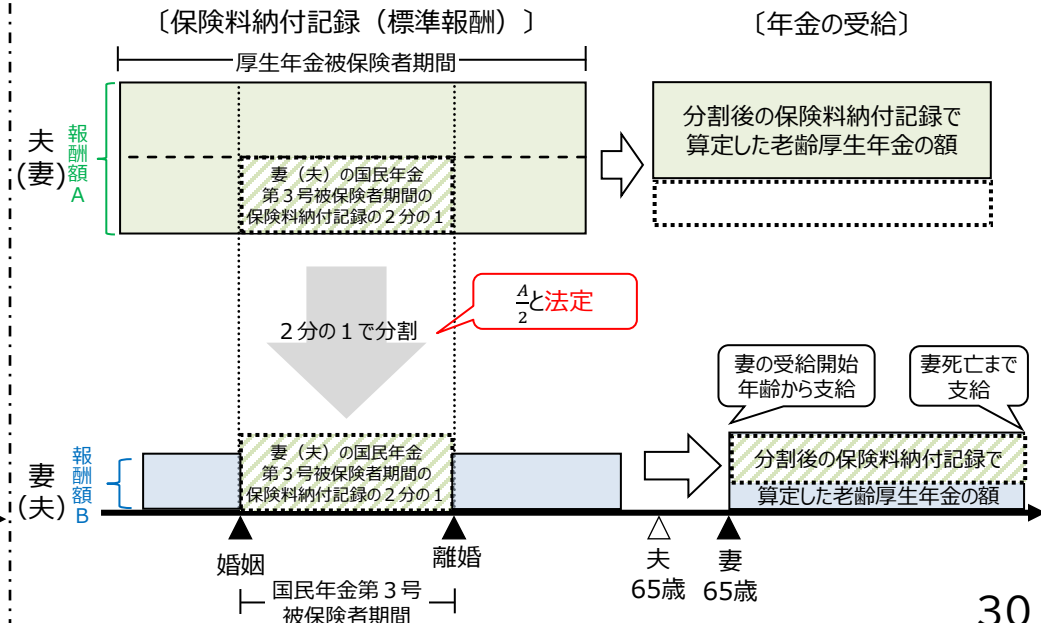 〔保険料納付記録（標準報酬）〕
〔年金の受給〕
厚生年金被保険者期間
夫
(妻)
報酬額A
妻（夫）の国民年金
第３号被保険者期間の
保険料納付記録の２分の１
分割後の保険料納付記録で
算定した老齢厚生年金の額
２分の１で分割
A/2と法定
妻の受給開始
年齢から支給
妻死亡まで
支給
妻
(夫)
報酬額B
妻（夫）の国民年金
第３号被保険者期間の
保険料納付記録の２分の１
分割後の保険料納付記録で
算定した老齢厚生年金の額
婚姻
離婚
夫
65歳
妻
65歳
国民年金第３号
被保険者期間
30